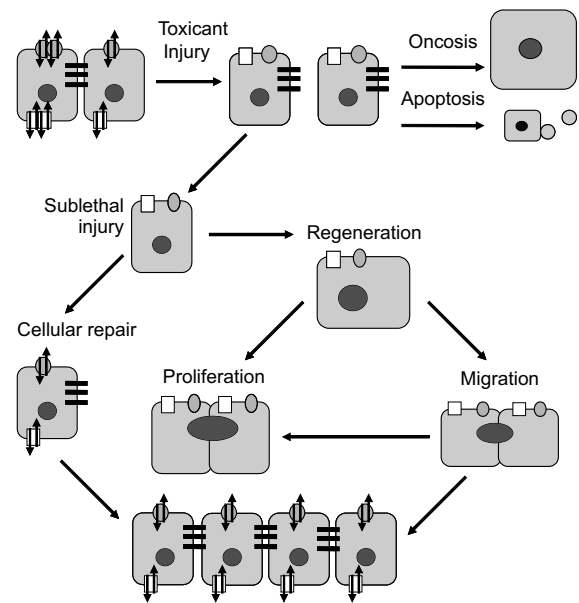 Toxicant
Injury
Oncosis
Apoptosis
Sublethal
injury
Regeneration
Cellular repair
Proliferation
Migration